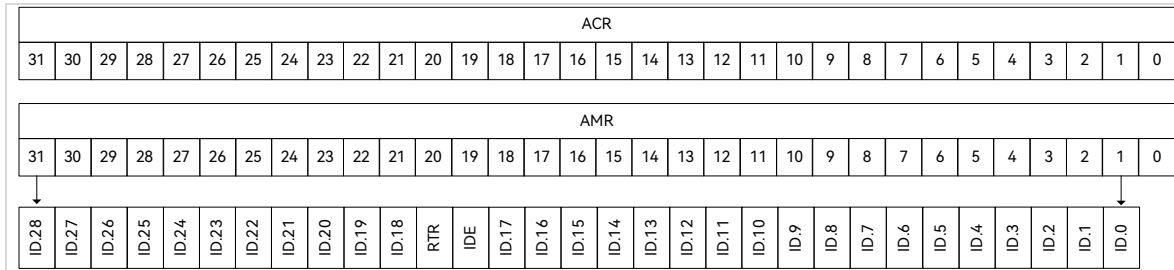 ACR
31 30 29 28 27 26 25 24 23 22 21 20 19 18 17 16 15 14 13 12 11 10 9 8 7 6 5 4 3 2 1 0
AMR
31 30 29 28 27 26 25 24 23 22 21 20 19 18 17 16 15 14 13 12 11 10 9 8 7 6 5 4 3 2 1 0
ID.28 ID.27 ID.26 ID.25 ID.24 ID.23 ID.22 ID.21 ID.20 ID.19 ID.18 RTR IDE ID.17 ID.16 ID.15 ID.14 ID.13 ID.12 ID.11 ID.10 ID.9 ID.8 ID.7 ID.6 ID.5 ID.4 ID.3 ID.2 ID.1 ID.0